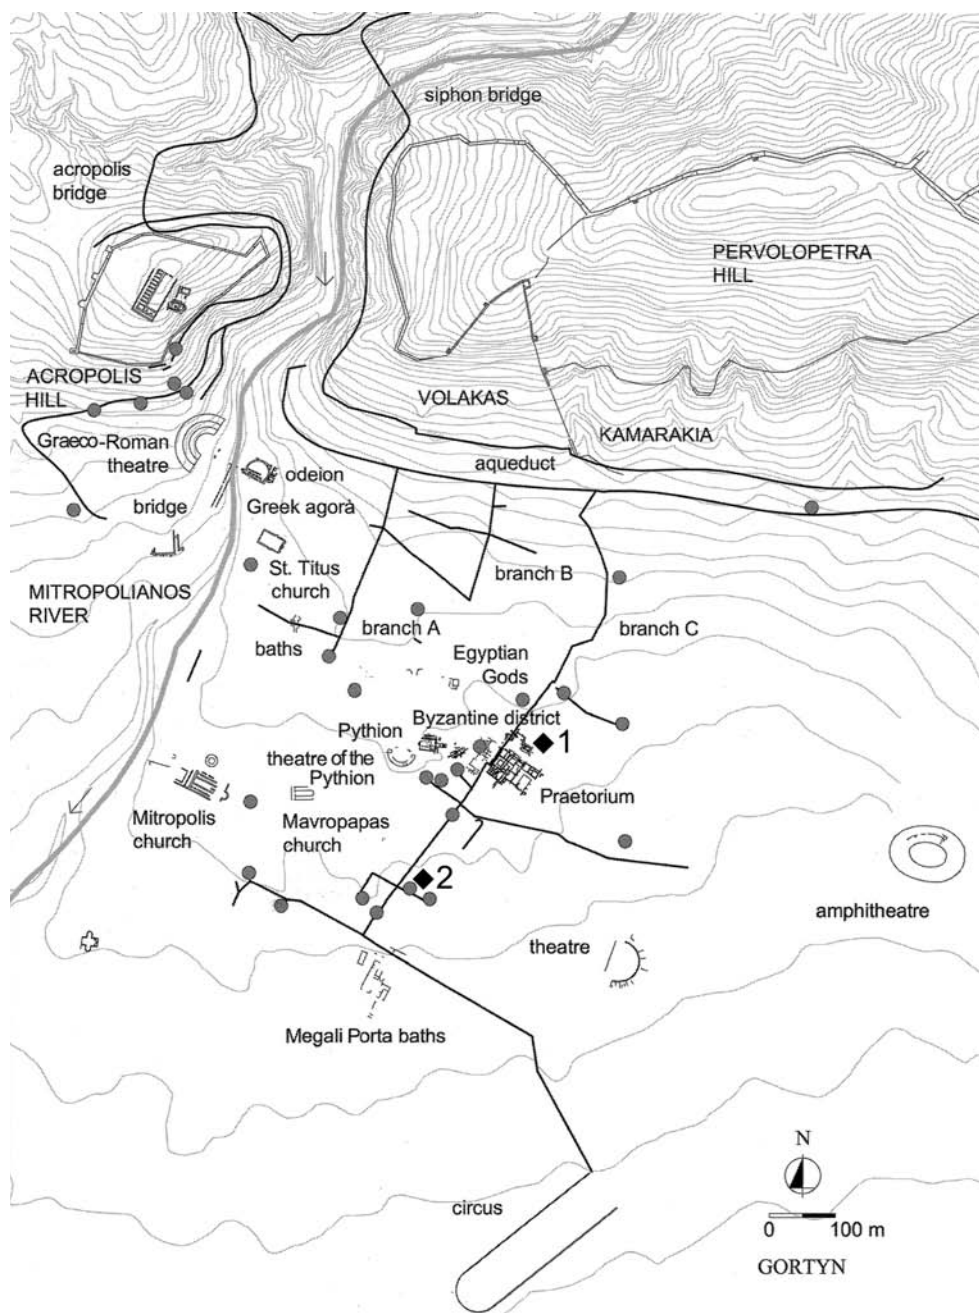 siphon bridge
acropolis
bridge
PERVOLOPETRA
HILL
ACROPOLIS
HILL
VOLAKAS
KAMARAKIA
Graeco-Roman
theatre
odeion
aqueduct
bridge
Greek agorà
St. Titus
church
branch B
MITROPOLIANOS
RIVER
baths
branch A
branch C
Egyptian
Gods
Byzantine district
Pythion
1
theatre of the
Pythion
Praetorium
Mitropolis
church
Mavropapas
church
2
amphitheatre
theatre
Megali Porta baths
N
circus
0 100 m
GORTYN